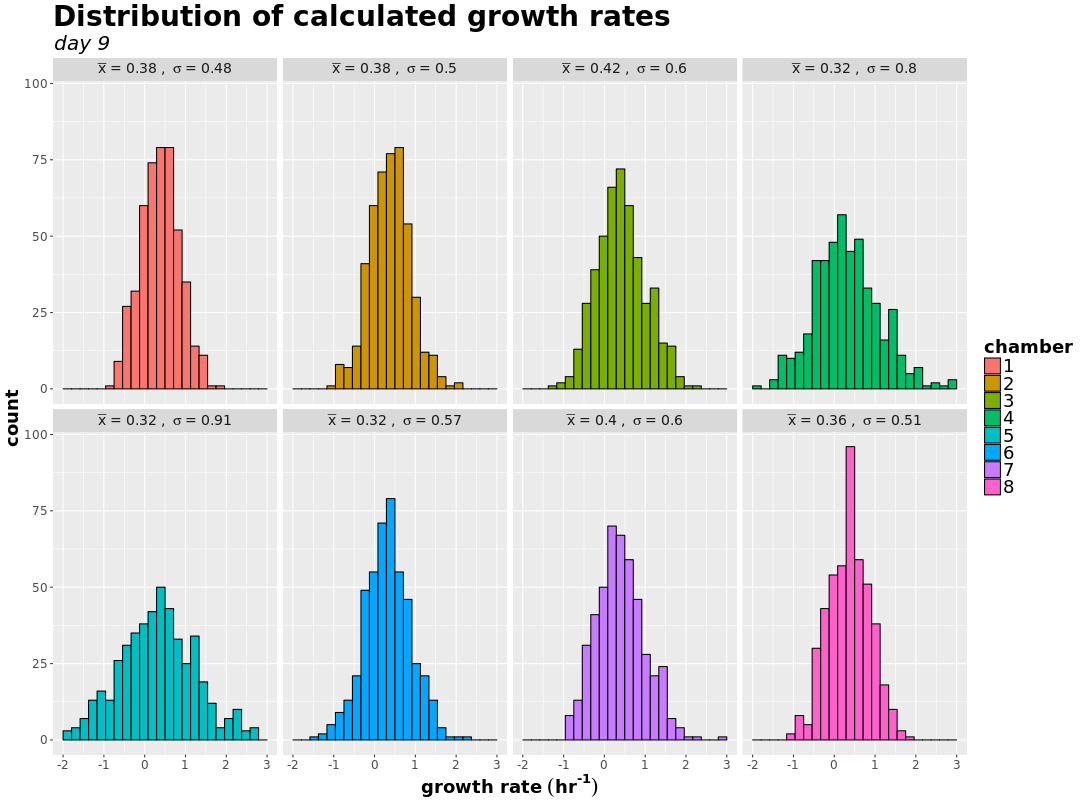 Distribution of calculated growth rates
day 9
x̅ = 0.38 , σ = 0.48
x̅ = 0.38 , σ = 0.5
x̅ = 0.42 , σ = 0.6
x̅ = 0.32 , σ = 0.8
100
75
50
25
0
count
x̅ = 0.32 , σ = 0.91
x̅ = 0.32 , σ = 0.57
x̅ = 0.4 , σ = 0.6
x̅ = 0.36 , σ = 0.51
100
75
50
25
0
-2 -1 0 1 2 3
-2 -1 0 1 2 3
-2 -1 0 1 2 3
-2 -1 0 1 2 3
growth rate (hr⁻¹)
chamber
1
2
3
4
5
6
7
8